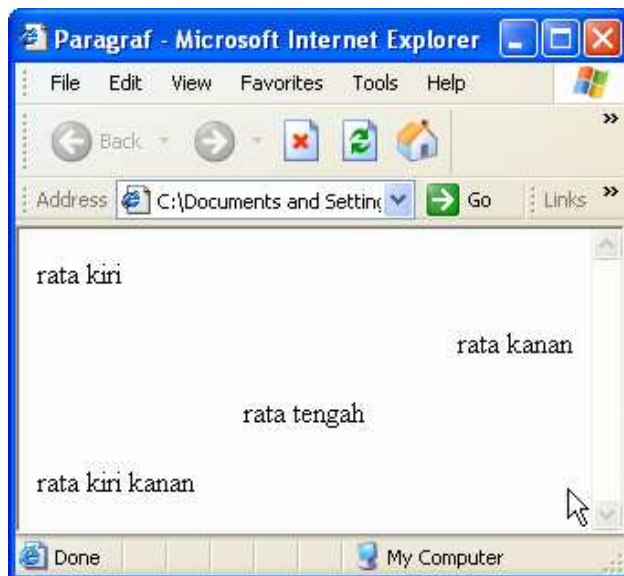 Paragraf - Microsoft Internet Explorer
File Edit View Favorites Tools Help
Back
»
Address C:\Documents and Setting Go Links »
rata kiri
rata kanan
rata tengah
rata kiri kanan
Done My Computer